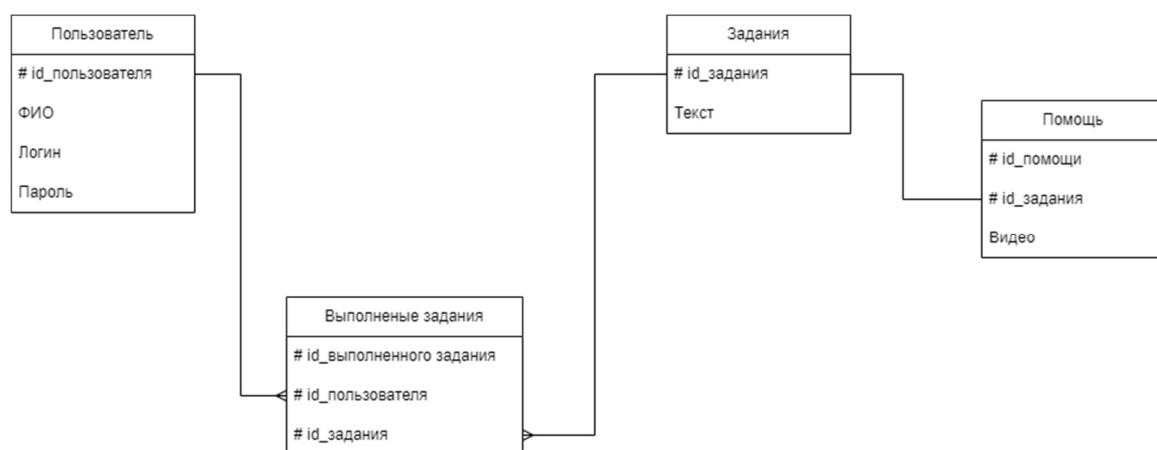 Пользователь
# id_пользователя
ФИО
Логин
Пароль
Задания
# id_задания
Текст
Помощь
# id_помощи
# id_задания
Видео
Выполненые задания
# id_выполненного задания
# id_пользователя
# id_задания